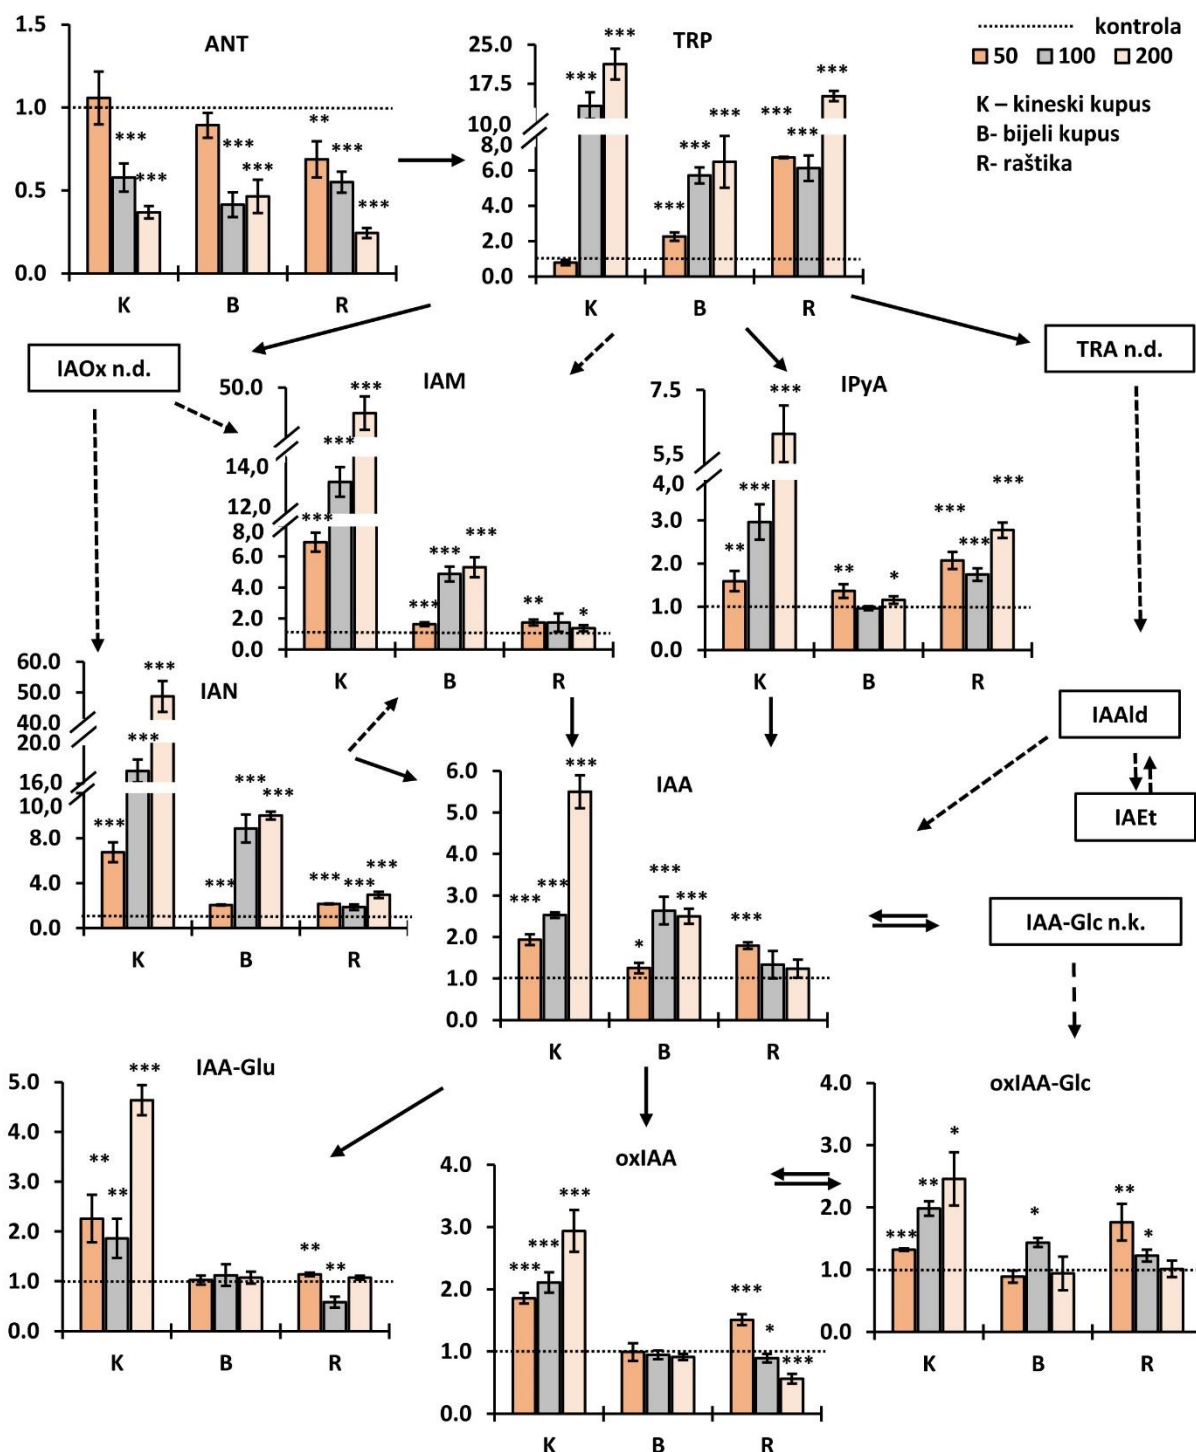 ANT
1.5
1.0
0.5
0.0
*** *** *** *** ** *** ***
K B R
TRP
25.0
17.5
10,0
8,0
6.0
4.0
2.0
0.0
*** *** *** *** *** *** *** ***
K B R
kontrola
50 100 200
K – kineski kupus
B- bijeli kupus
R- raštika
IAOx n.d.
TRA n.d.
IAM
50.0
14,0
12,0
8,0
6.0
4.0
2.0
0.0
*** *** *** *** *** *** ** *
K B R
IPyA
7.5
5,5
4,0
3.0
2.0
1.0
0.0
** *** *** ** * *** *** ***
K B R
IAN
60.0
50.0
40.0
20.0
16,0
10,0
8.0
4.0
0.0
*** *** *** *** *** *** *** *** ***
K B R
IAAld
IAEt
IAA
6.0
5.0
4.0
3.0
2.0
1.0
0.0
*** *** *** * *** *** ***
K B R
IAA-Glc n.k.
IAA-Glu
5.0
4.0
3.0
2.0
1.0
0.0
** ** *** ** **
K B R
oxIAA
4.0
3.0
2.0
1.0
0.0
*** *** *** *** * ***
K B R
oxIAA-Glc
4.0
3.0
2.0
1.0
0.0
*** ** * * ** *
K B R